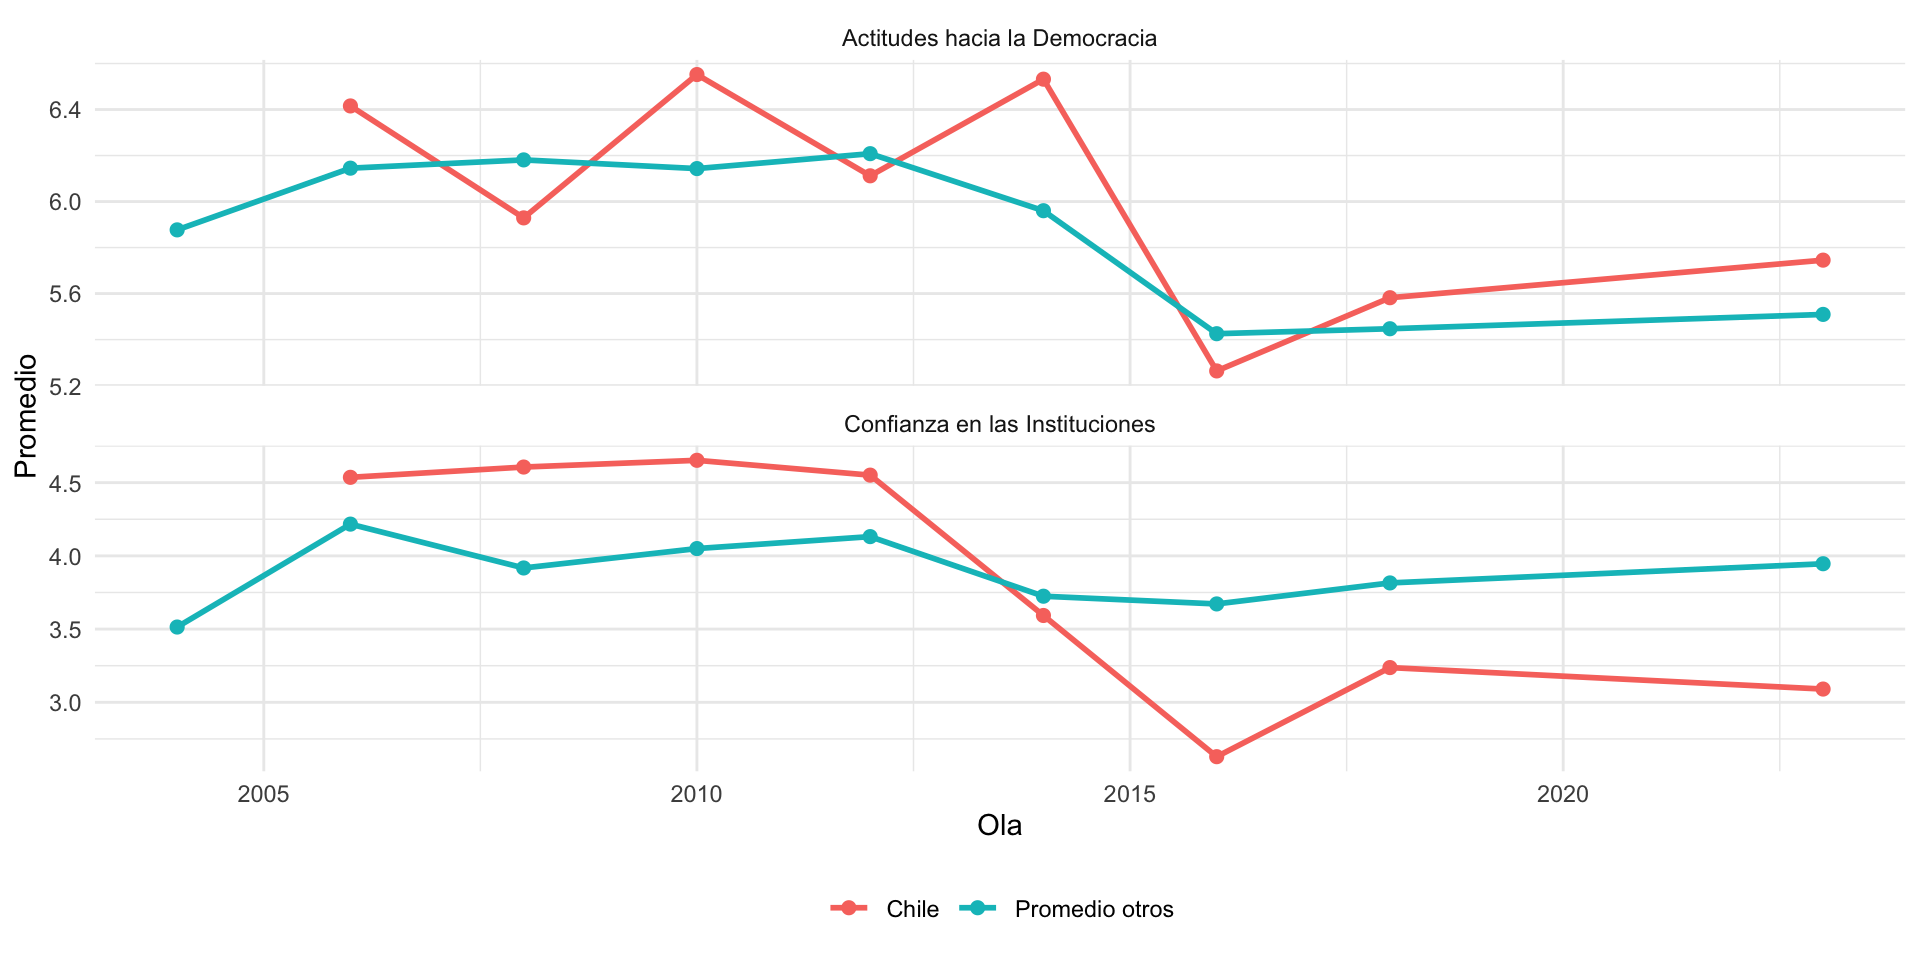 Actitudes hacia la Democracia
6.4
6.0
5.6
5.2
Promedio
Confianza en las Instituciones
4.5
4.0
3.5
3.0
2005 2010 2015 2020
Ola
Chile Promedio otros